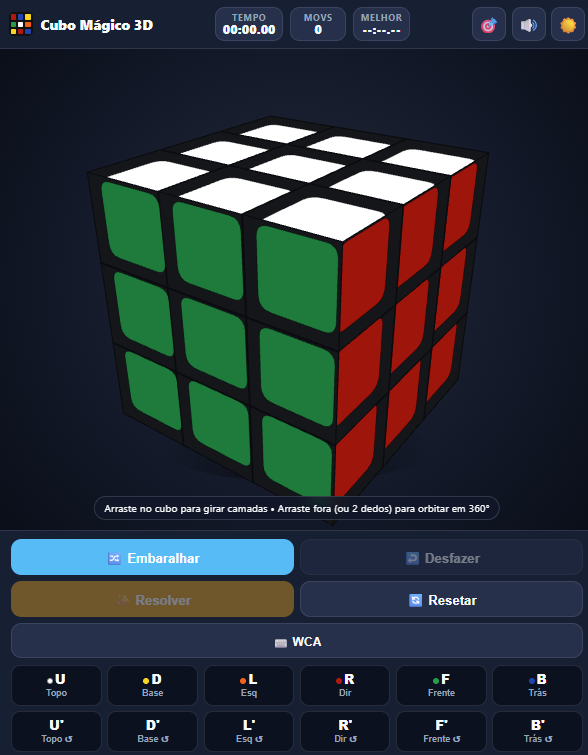 Cubo Mágico 3D
TEMPO
00:00.00
MOVS
0
MELHOR
--:--.--
Arraste no cubo para girar camadas • Arraste fora (ou 2 dedos) para orbitar em 360°
Embaralhar
Desfazer
Resolver
Resetar
WCA
U
Topo
D
Base
L
Esq
R
Dir
F
Frente
B
Trás
U'
Topo ↺
D'
Base ↺
L'
Esq ↺
R'
Dir ↺
F'
Frente ↺
B'
Trás ↺